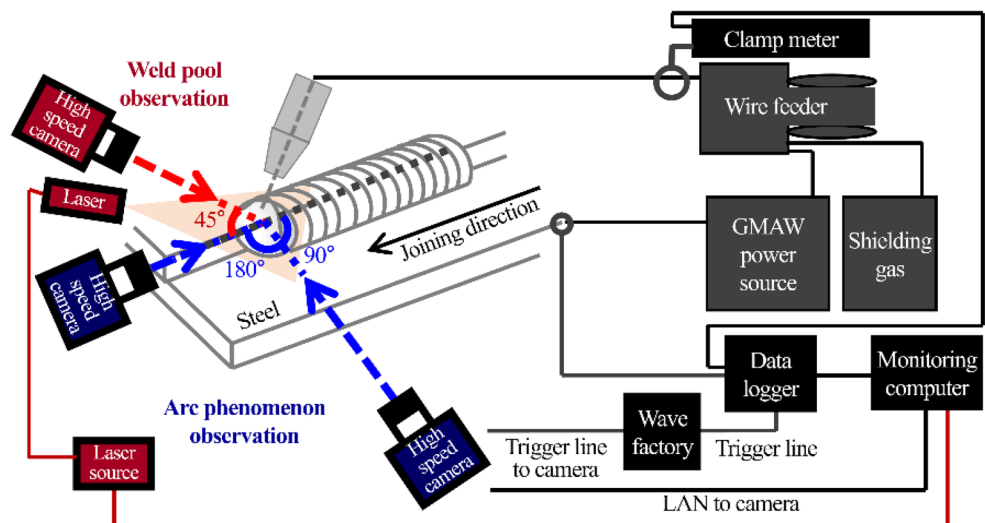 Clamp meter
Weld pool
observation
High
speed
camera
Wire feeder
Laser
45°
Joining direction
GMAW
power
source
Shielding
gas
90°
180°
High
speed
camera
Steel
Data
logger
Monitoring
computer
Arc phenomenon
observation
High
speed
camera
Wave
factory
Trigger line
to camera
Trigger line
Laser
source
LAN to camera